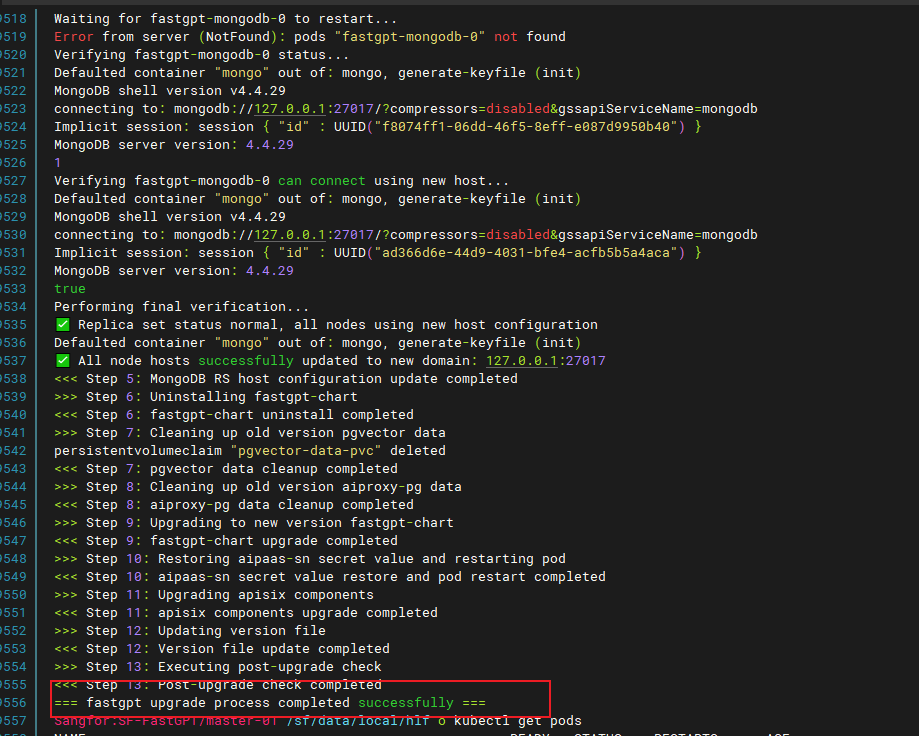 9518 Waiting for fastgpt-mongodb-0 to restart...
9519 Error from server (NotFound): pods "fastgpt-mongodb-0" not found
9520 Verifying fastgpt-mongodb-0 status...
9521 Defaulted container "mongo" out of: mongo, generate-keyfile (init)
9522 MongoDB shell version v4.4.29
9523 connecting to: mongodb://127.0.0.1:27017/?compressors=disabled&gssapiServiceName=mongodb
9524 Implicit session: session { "id" : UUID("f8074ff1-06dd-46f5-8eff-e087d9950b40") }
9525 MongoDB server version: 4.4.29
9526 1
9527 Verifying fastgpt-mongodb-0 can connect using new host...
9528 Defaulted container "mongo" out of: mongo, generate-keyfile (init)
9529 MongoDB shell version v4.4.29
9530 connecting to: mongodb://127.0.0.1:27017/?compressors=disabled&gssapiServiceName=mongodb
9531 Implicit session: session { "id" : UUID("ad366d6e-44d9-4031-bfe4-acfb5b5a4aca") }
9532 MongoDB server version: 4.4.29
9533 true
9534 Performing final verification...
9535 ✅ Replica set status normal, all nodes using new host configuration
9536 Defaulted container "mongo" out of: mongo, generate-keyfile (init)
9537 ✅ All node hosts successfully updated to new domain: 127.0.0.1:27017
9538 <<< Step 5: MongoDB RS host configuration update completed
9539 >>> Step 6: Uninstalling fastgpt-chart
9540 <<< Step 6: fastgpt-chart uninstall completed
9541 >>> Step 7: Cleaning up old version pgvector data
9542 persistentvolumeclaim "pgvector-data-pvc" deleted
9543 <<< Step 7: pgvector data cleanup completed
9544 >>> Step 8: Cleaning up old version aiproxy-pg data
9545 <<< Step 8: aiproxy-pg data cleanup completed
9546 >>> Step 9: Upgrading to new version fastgpt-chart
9547 <<< Step 9: fastgpt-chart upgrade completed
9548 >>> Step 10: Restoring aipaas-sn secret value and restarting pod
9549 <<< Step 10: aipaas-sn secret value restore and pod restart completed
9550 >>> Step 11: Upgrading apisix components
9551 <<< Step 11: apisix components upgrade completed
9552 >>> Step 12: Updating version file
9553 <<< Step 12: Version file update completed
9554 >>> Step 13: Executing post-upgrade check
9555 <<< Step 13: Post-upgrade check completed
9556 === fastgpt upgrade process completed successfully ===
9557 Sangfor:SF-FastGPT/master-01 /sf/data/local/hlf o kubectl get pods
NAME READY STATUS RESTARTS AGE